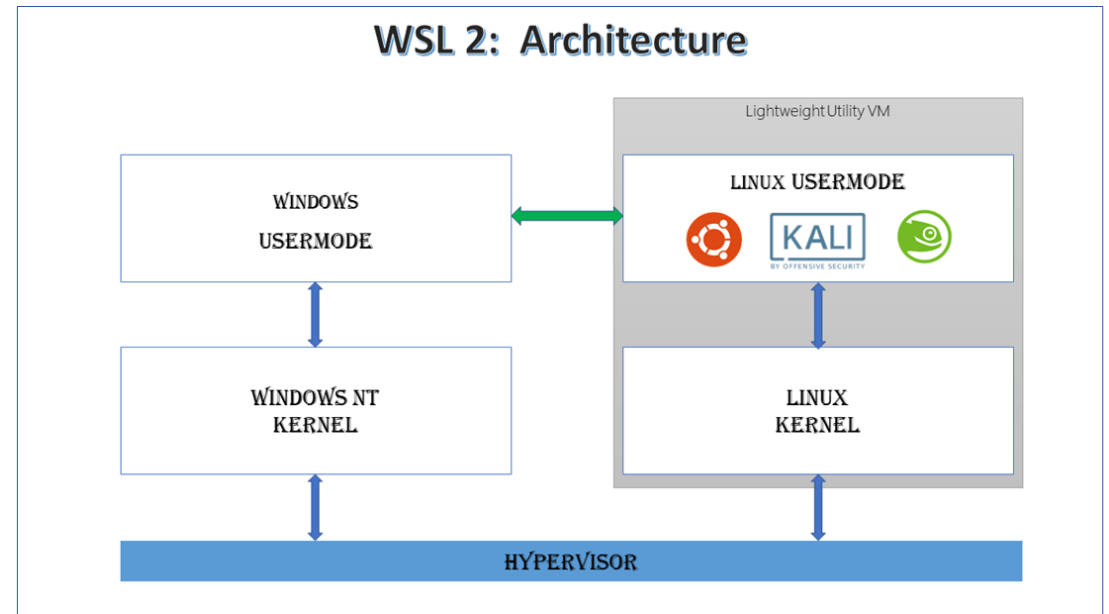 WSL 2: Architecture
Lightweight Utility VM
WINDOWS
USERMODE
LINUX USERMODE
KALI
BY OFFENSIVE SECURITY
WINDOWS NT
KERNEL
LINUX
KERNEL
HYPERVISOR